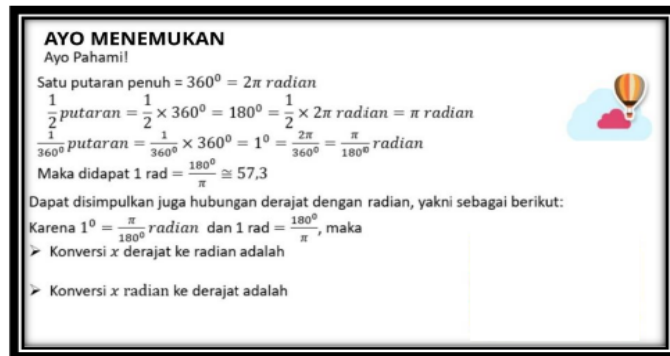 AYO MENEMUKAN
Ayo Pahami!
Satu putaran penuh = 360⁰ = 2π radian
1/2 putaran = 1/2 × 360⁰ = 180⁰ = 1/2 × 2π radian = π radian
1/360⁰ putaran = 1/360⁰ × 360⁰ = 1⁰ = 2π/360⁰ = π/180⁰ radian
Maka didapat 1 rad = 180⁰/π ≅ 57,3
Dapat disimpulkan juga hubungan derajat dengan radian, yakni sebagai berikut:
Karena 1⁰ = π/180⁰ radian dan 1 rad = 180⁰/π, maka
➢ Konversi x derajat ke radian adalah
➢ Konversi x radian ke derajat adalah